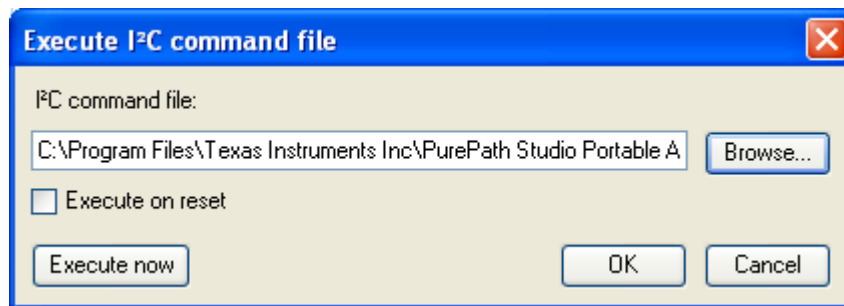 Execute I²C command file
I²C command file:
C:\Program Files\Texas Instruments Inc\PurePath Studio Portable A
Browse...
Execute on reset
Execute now
OK
Cancel